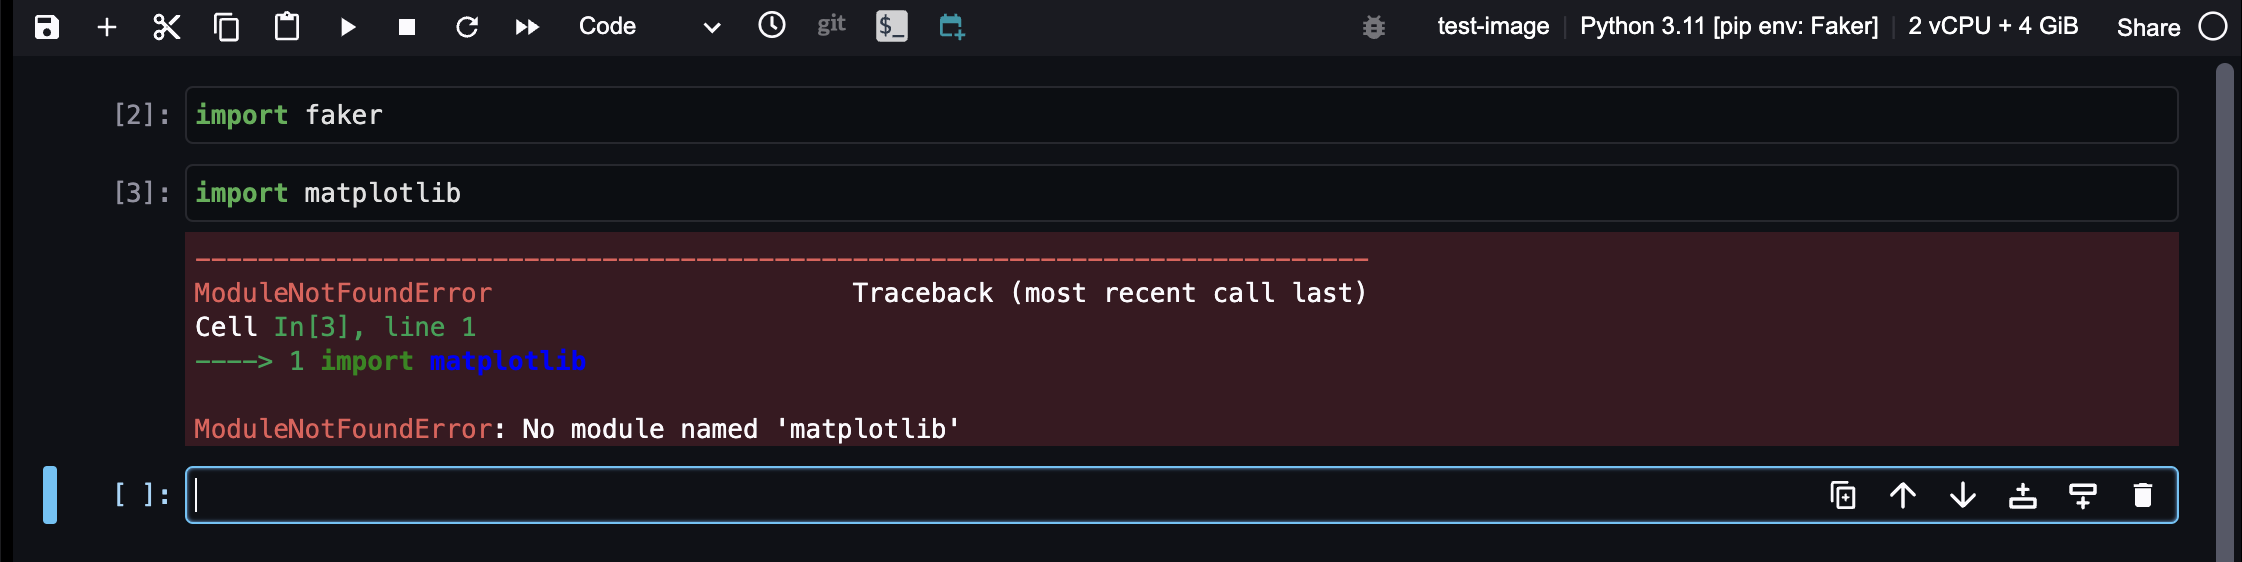 Code git $_ test-image Python 3.11 [pip env: Faker] 2 vCPU + 4 GiB Share
[2]: import faker
[3]: import matplotlib
---------------------------------------------------------------------------
ModuleNotFoundError Traceback (most recent call last)
Cell In[3], line 1
----> 1 import matplotlib
ModuleNotFoundError: No module named 'matplotlib'
[ ]: